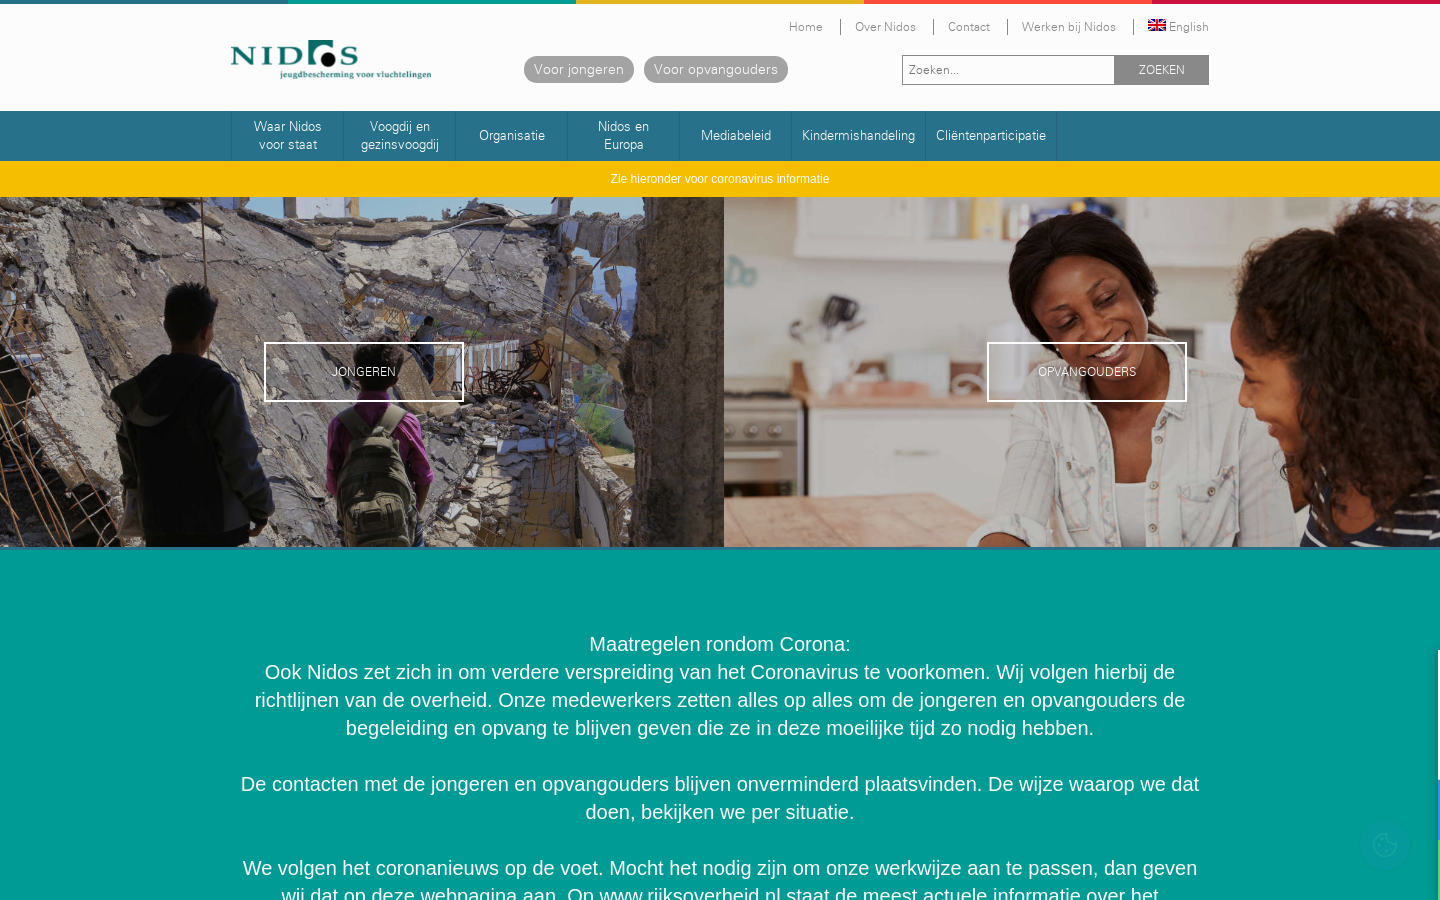 Home
Over Nidos
Contact
Werken bij Nidos
English
NIDOS
jeugdbescherming voor vluchtelingen
Voor jongeren
Voor opvangouders
Zoeken...
ZOEKEN
Waar Nidos
voor staat
Voogdij en
gezinsvoogdij
Organisatie
Nidos en
Europa
Mediabeleid
Kindermishandeling
Cliëntenparticipatie
Zie hieronder voor coronavirus informatie
JONGEREN
OPVANGOUDERS
Maatregelen rondom Corona:
Ook Nidos zet zich in om verdere verspreiding van het Coronavirus te voorkomen. Wij volgen hierbij de
richtlijnen van de overheid. Onze medewerkers zetten alles op alles om de jongeren en opvangouders de
begeleiding en opvang te blijven geven die ze in deze moeilijke tijd zo nodig hebben.
De contacten met de jongeren en opvangouders blijven onverminderd plaatsvinden. De wijze waarop we dat
doen, bekijken we per situatie.
We volgen het coronanieuws op de voet. Mocht het nodig zijn om onze werkwijze aan te passen, dan geven
wij dat op deze webpagina aan. Op www.rijksoverheid.nl staat de meest actuele informatie over het